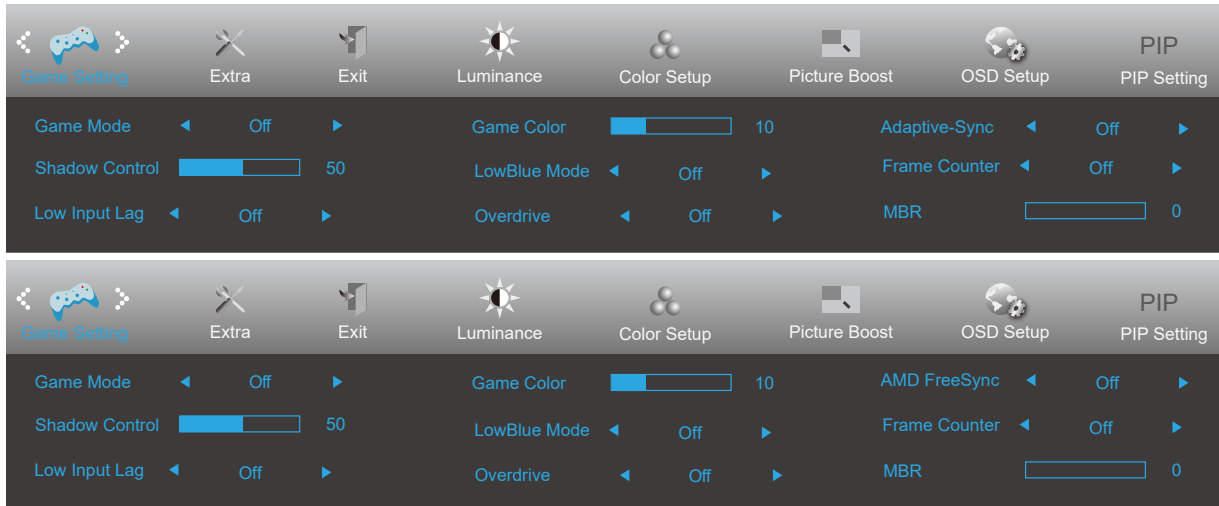 PIP
Game Setting Extra Exit Luminance Color Setup Picture Boost OSD Setup PIP Setting
Game Mode Off Game Color 10 Adaptive-Sync Off
Shadow Control 50 LowBlue Mode Off Frame Counter Off
Low Input Lag Off Overdrive Off MBR 0
PIP
Game Setting Extra Exit Luminance Color Setup Picture Boost OSD Setup PIP Setting
Game Mode Off Game Color 10 AMD FreeSync Off
Shadow Control 50 LowBlue Mode Off Frame Counter Off
Low Input Lag Off Overdrive Off MBR 0